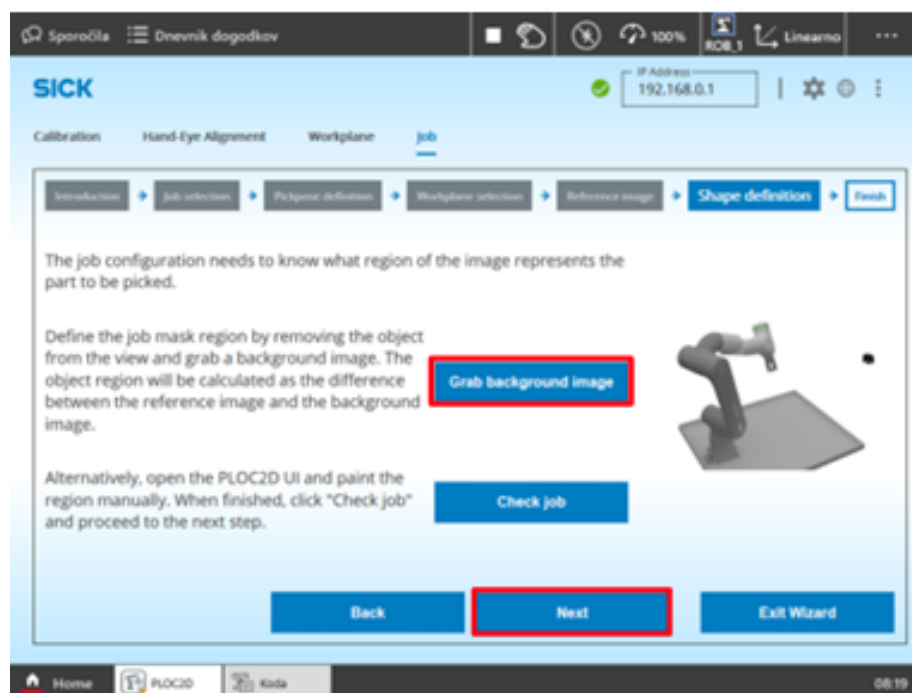 Sporočila Dnevnik dogodkov 100% ROB_1 Linearno
SICK
IP Address
192.168.0.1
Calibration Hand-Eye Alignment Workplane Job
Introduction Job selection Pickpose definition Workplane selection Reference image Shape definition Finish
The job configuration needs to know what region of the image represents the
part to be picked.
Define the job mask region by removing the object
from the view and grab a background image. The
object region will be calculated as the difference
between the reference image and the background
image.
Grab background image
Alternatively, open the PLOC2D UI and paint the
region manually. When finished, click "Check job"
and proceed to the next step.
Check job
Back Next Exit Wizard
Home PLOC2D Koda 08:19